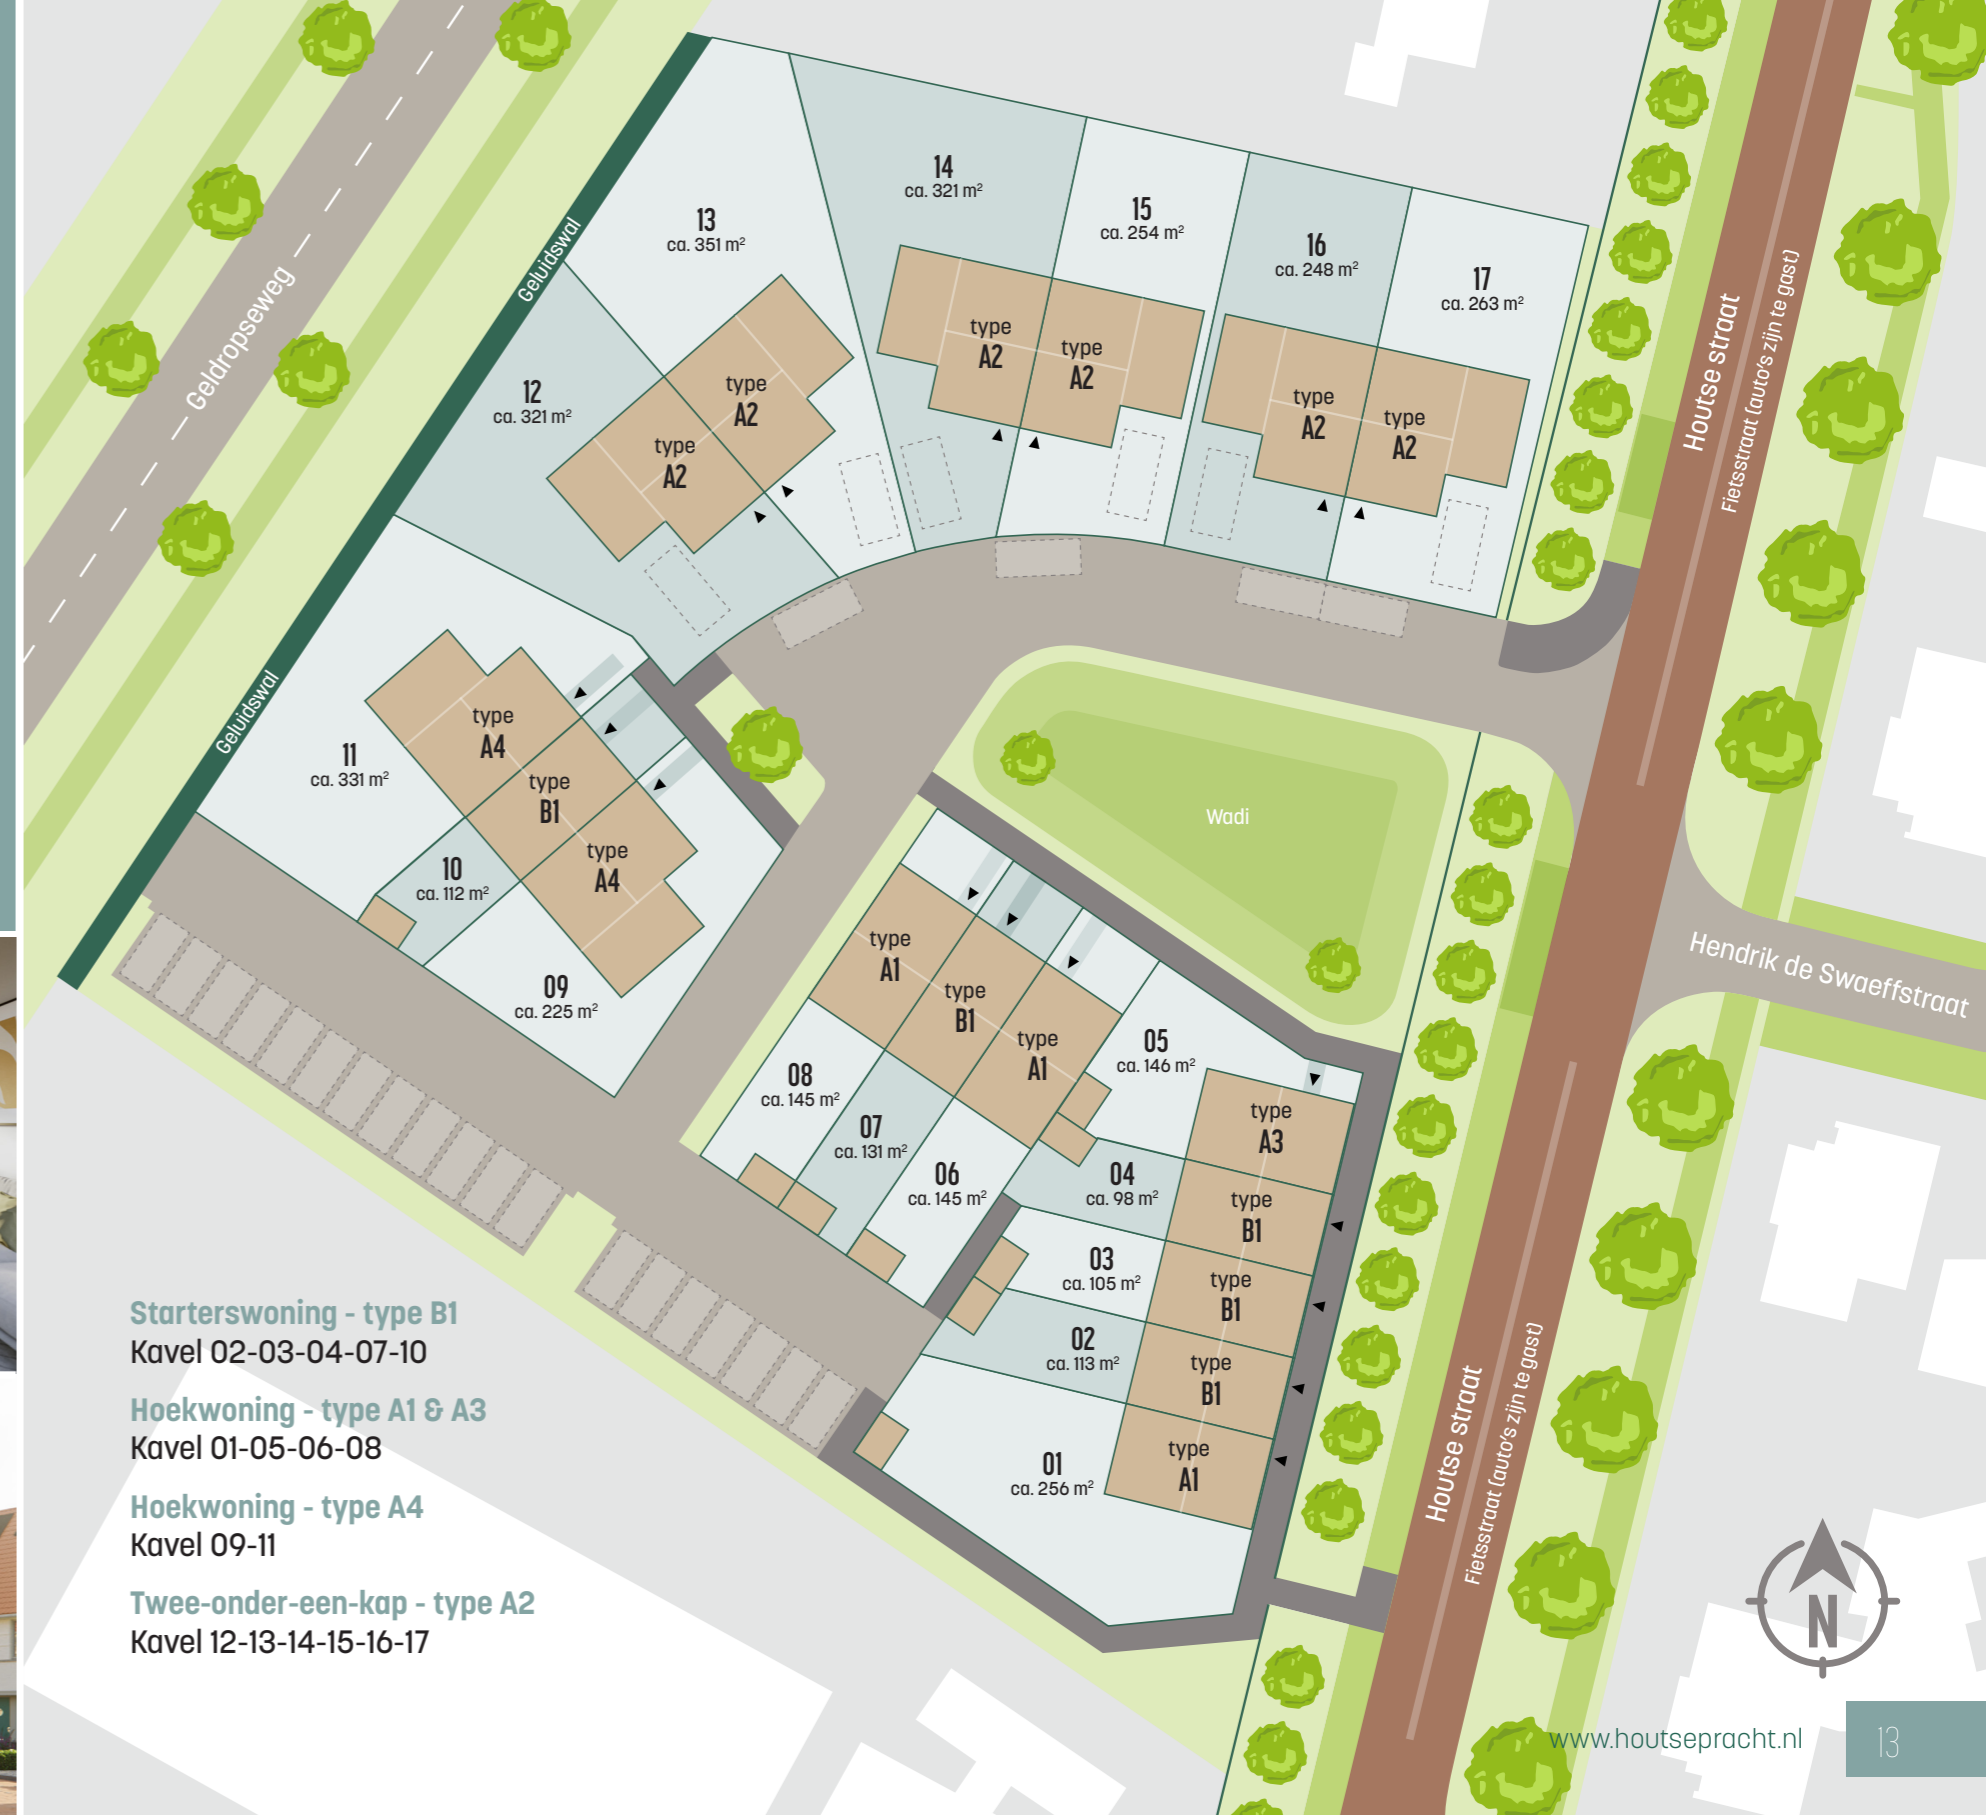 Geldropseweg
Geluidswal
Geluidswal
13
ca. 351 m²
14
ca. 321 m²
15
ca. 254 m²
16
ca. 248 m²
17
ca. 263 m²
12
ca. 321 m²
type
A2
type
A2
type
A2
type
A2
type
A2
type
A2
Houtse straat
Fietsstraat (auto's zijn te gast)
11
ca. 331 m²
type
A4
type
B1
type
A4
10
ca. 112 m²
09
ca. 225 m²
Wadi
Hendrik de Swaeffstraat
type
A1
type
B1
type
A1
08
ca. 145 m²
07
ca. 131 m²
06
ca. 145 m²
05
ca. 146 m²
type
A3
04
ca. 98 m²
type
B1
03
ca. 105 m²
type
B1
02
ca. 113 m²
type
B1
01
ca. 256 m²
type
A1
Houtse straat
Fietsstraat (auto's zijn te gast)
Starterswoning - type B1
Kavel 02-03-04-07-10
Hoekwoning - type A1 & A3
Kavel 01-05-06-08
Hoekwoning - type A4
Kavel 09-11
Twee-onder-een-kap - type A2
Kavel 12-13-14-15-16-17
N
www.houtsepracht.nl
13